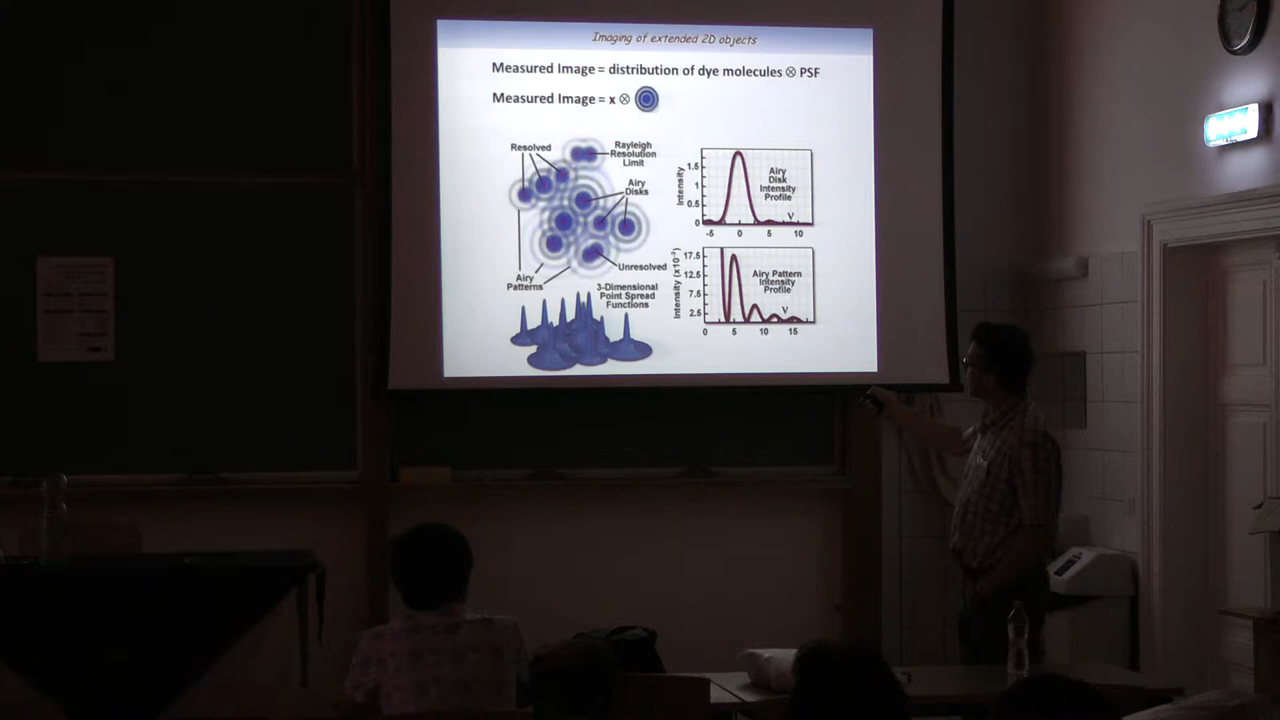 Imaging of extended 2D objects
Measured Image = distribution of dye molecules ⊗ PSF
Measured Image = x ⊗
Resolved
Rayleigh
Resolution
Limit
Airy
Disks
Unresolved
Airy
Patterns
3-Dimensional
Point Spread
Functions
Intensity
1.5
1
0.5
0
Airy
Disk
Intensity
Profile
ν
-5 0 5 10
Intensity (x10⁻³)
17.5
12.5
7.5
2.5
Airy Pattern
Intensity
Profile
ν
0 5 10 15